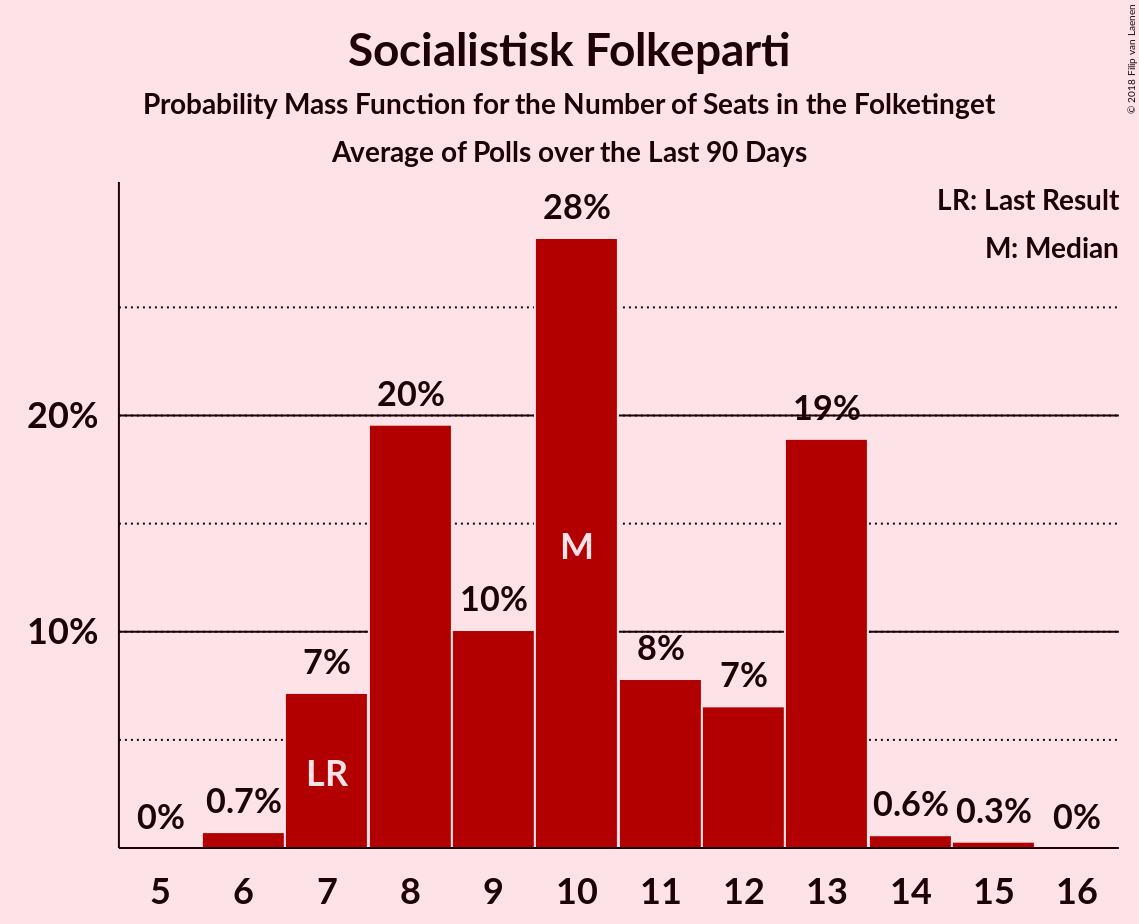 Socialistisk Folkeparti
Probability Mass Function for the Number of Seats in the Folketinget
Average of Polls over the Last 90 Days
© 2018 Filip van Laenen
LR: Last Result
M: Median
28%
20%
20%
19%
M
10%
10%
7%
8%
7%
LR
0%
0.7%
0.6%
0.3%
0%
5 6 7 8 9 10 11 12 13 14 15 16